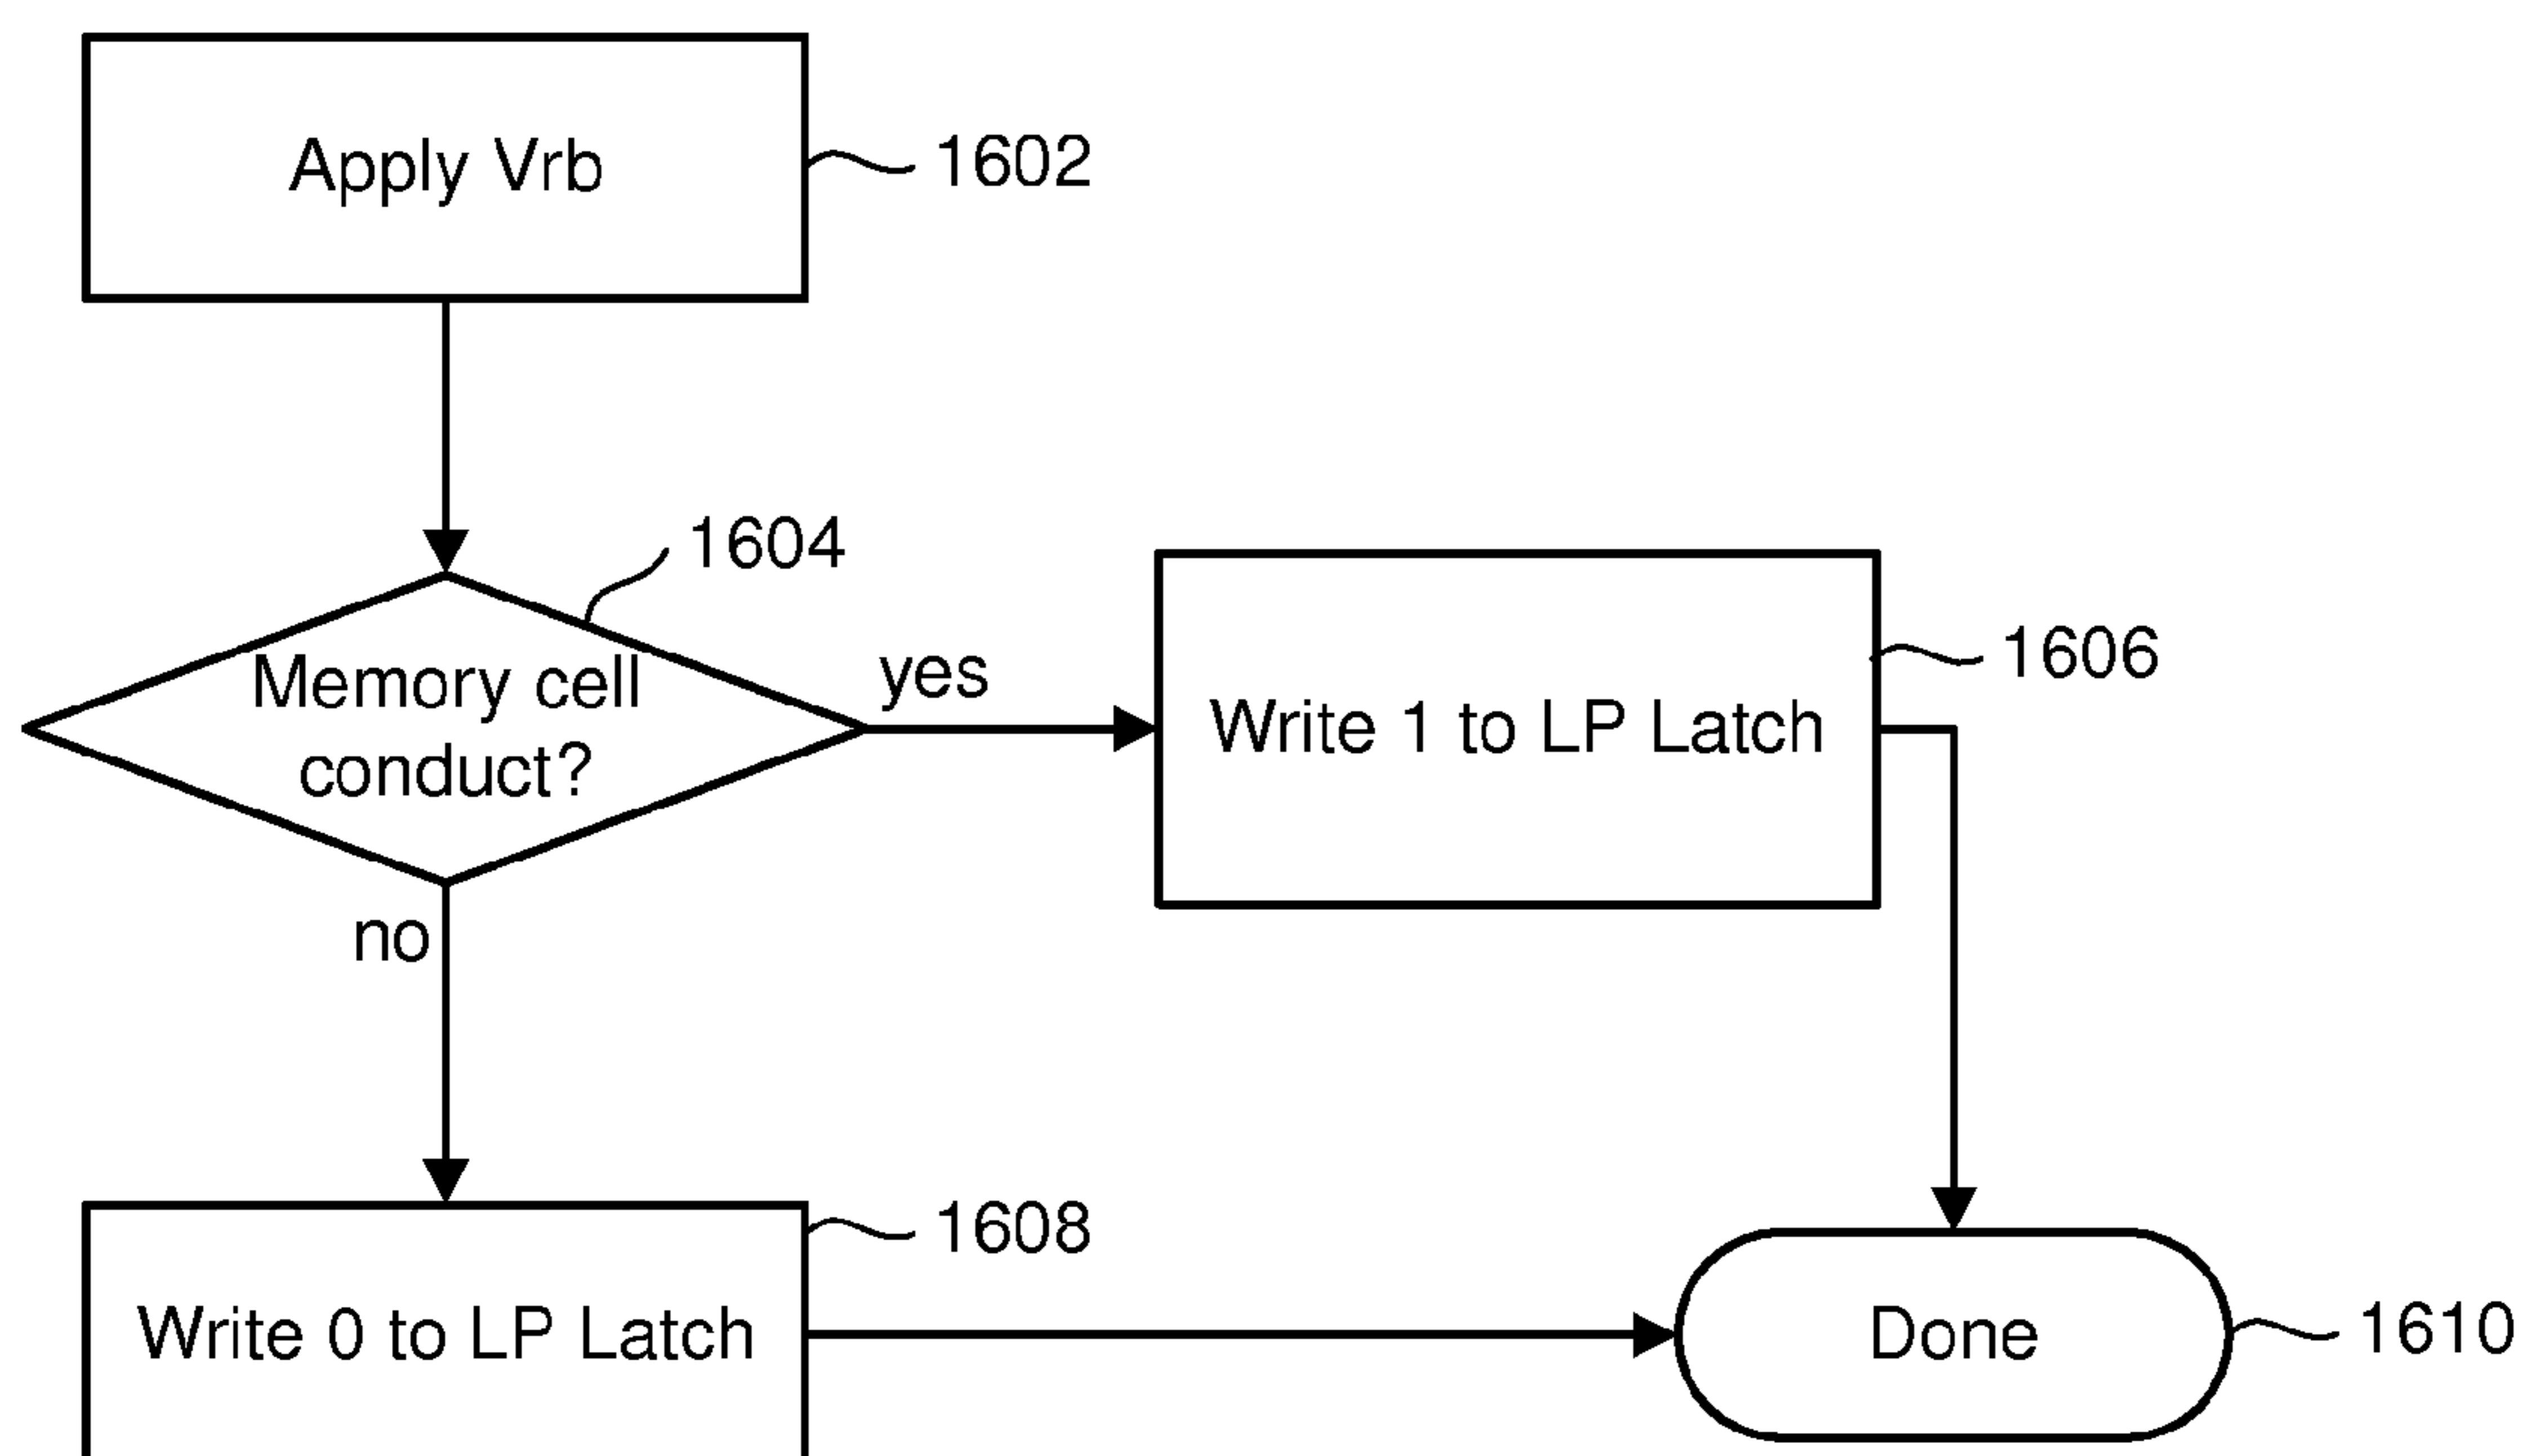 Apply Vrb
1602
1604
Memory cell
conduct?
yes
1606
Write 1 to LP Latch
no
1608
Write 0 to LP Latch
Done
1610